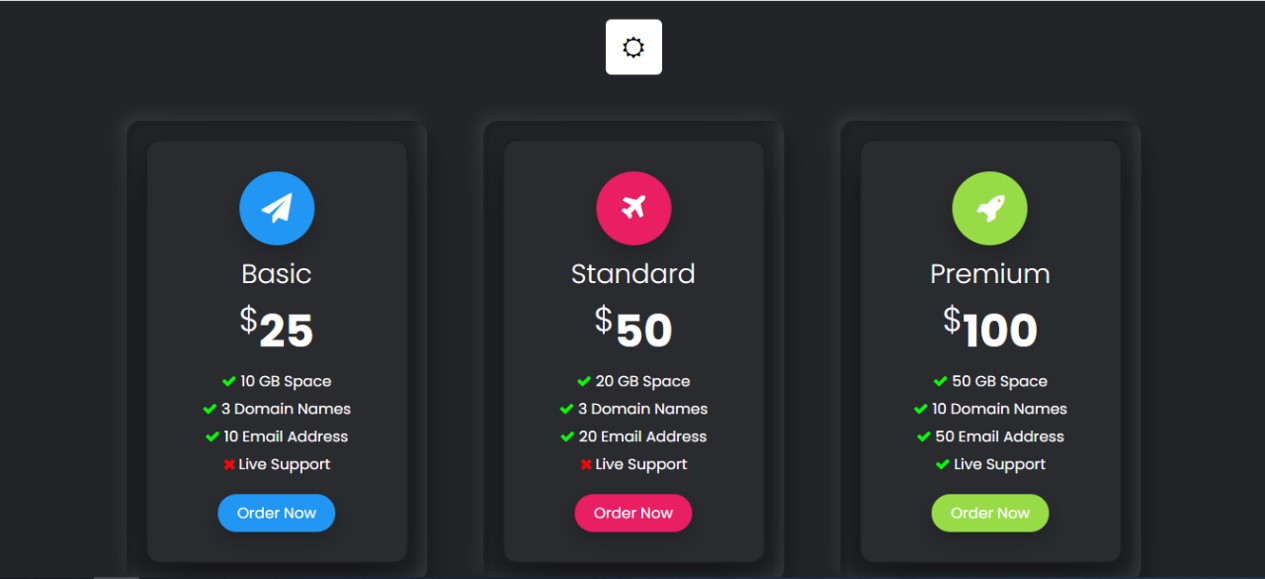 Basic
$25
10 GB Space
3 Domain Names
10 Email Address
Live Support
Order Now
Standard
$50
20 GB Space
3 Domain Names
20 Email Address
Live Support
Order Now
Premium
$100
50 GB Space
10 Domain Names
50 Email Address
Live Support
Order Now